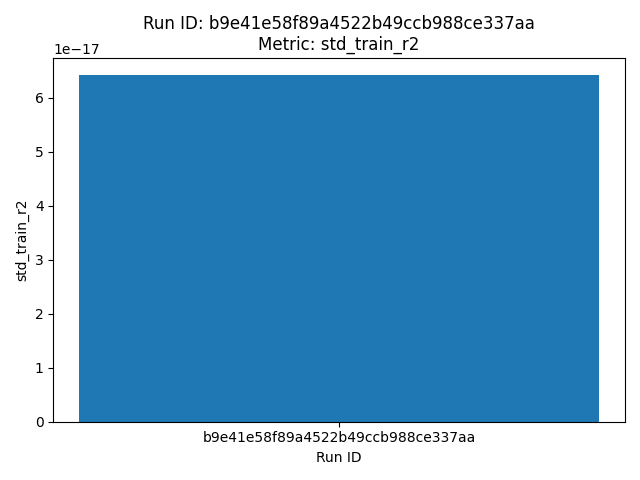 Run ID: b9e41e58f89a4522b49ccb988ce337aa
Metric: std_train_r2
1e−17
6
5
4
3
2
1
0
std_train_r2
b9e41e58f89a4522b49ccb988ce337aa
Run ID